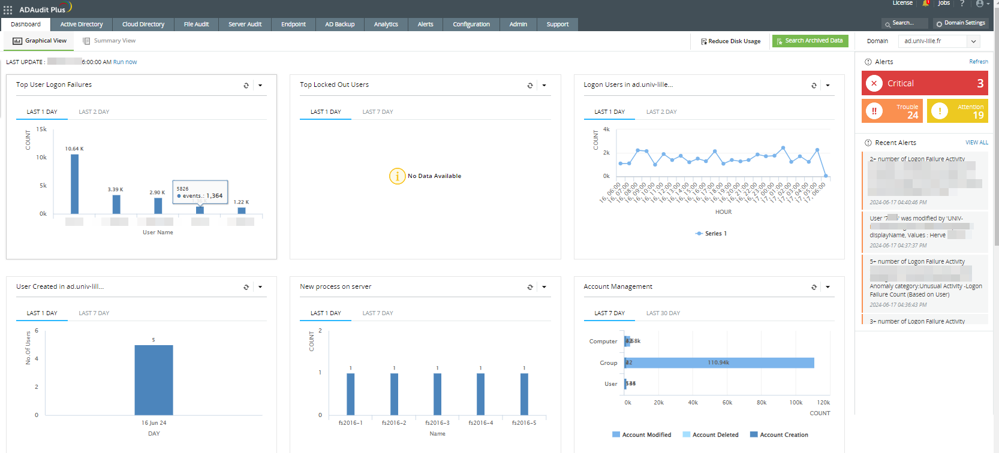 ADAudit Plus
License
1
Jobs
?
Dashboard
Active Directory
Cloud Directory
File Audit
Server Audit
Endpoint
AD Backup
Analytics
Alerts
Configuration
Admin
Support
Search...
Domain Settings
Graphical View
Summary View
Reduce Disk Usage
Search Archived Data
Domain
ad.univ-lille.fr
LAST UPDATE :
6:00:00 AM Run now
Top User Logon Failures
LAST 1 DAY
LAST 2 DAY
COUNT
15k
10k
5k
0k
10.64 K
3.39 K
2.90 K
1.22 K
5826
events.: 1,364
User Name
Top Locked Out Users
LAST 1 DAY
LAST 7 DAY
No Data Available
Logon Users in ad.univ-lille...
LAST 1 DAY
LAST 2 DAY
COUNT
4k
2k
0k
16, 06:00
16, 07:00
16, 08:00
16, 09:00
16, 10:00
16, 11:00
16, 12:00
16, 13:00
16, 14:00
16, 15:00
16, 16:00
16, 17:00
16, 18:00
16, 19:00
16, 20:00
16, 21:00
16, 22:00
16, 23:00
17, 00:00
17, 01:00
17, 02:00
17, 03:00
17, 04:00
17, 05:00
17, 06:00
HOUR
Series 1
User Created in ad.univ-lill...
LAST 1 DAY
LAST 7 DAY
No.Of Users
6
4
2
0
5
16 Jun 24
DAY
New process on server
LAST 1 DAY
LAST 7 DAY
COUNT
2
1
0
1
1
1
1
1
fs2016-1
fs2016-2
fs2016-3
fs2016-4
fs2016-5
Name
Account Management
LAST 7 DAY
LAST 30 DAY
Computer
Group
110.94k
User
0k
20k
40k
60k
80k
100k
120k
COUNT
Account Modified
Account Deleted
Account Creation
Alerts
Refresh
Critical
3
Trouble
24
Attention
19
Recent Alerts
VIEW ALL
2+ number of Logon Failure Activity
2024-06-17 04:40:46 PM
User '7 ' was modified by 'UNIV-
displayName, Values : Hervé
2024-06-17 04:37:37 PM
5+ number of Logon Failure Activity
Anomaly category:Unusual Activity -Logon
Failure Count (Based on User)
2024-06-17 04:36:43 PM
3+ number of Logon Failure Activity